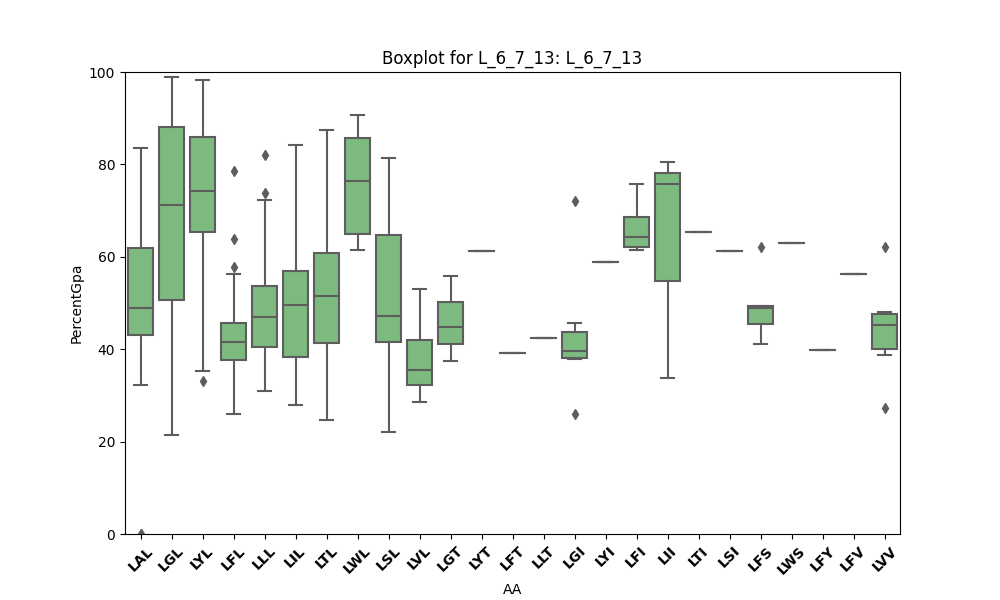 Boxplot for L_6_7_13: L_6_7_13
100
80
60
40
20
0
PercentGpa
LAL LGL LYL LFL LLL LIL LTL LWL LSL LVL LGT LYT LFT LLT LGI LYI LFI LII LTI LSI LFS LWS LFY LFV LVV
AA